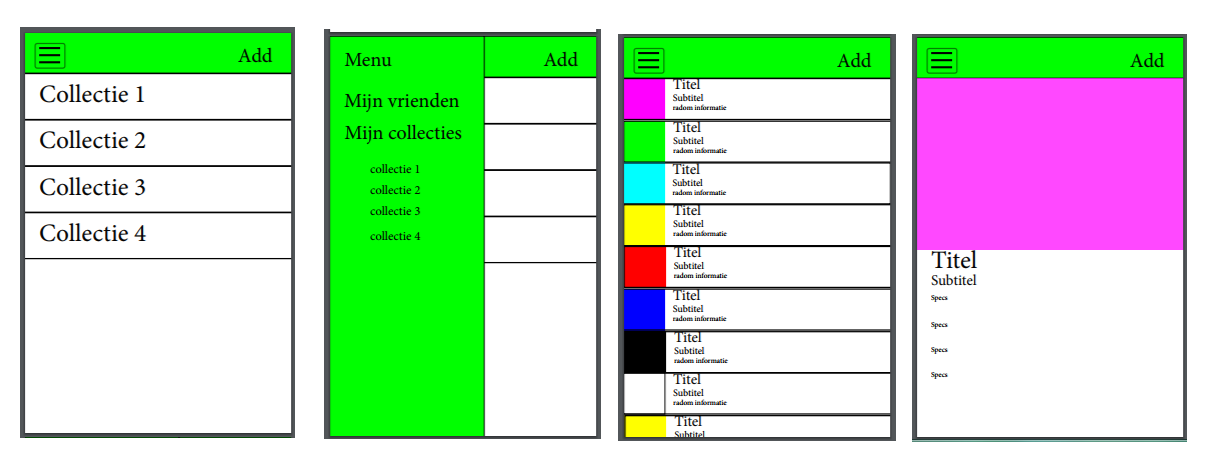 Add
Collectie 1
Collectie 2
Collectie 3
Collectie 4
Menu
Add
Mijn vrienden
Mijn collecties
collectie 1
collectie 2
collectie 3
collectie 4
Add
Titel
Subtitel
radom informatie
Titel
Subtitel
radom informatie
Titel
Subtitel
radom informatie
Titel
Subtitel
radom informatie
Titel
Subtitel
radom informatie
Titel
Subtitel
radom informatie
Titel
Subtitel
radom informatie
Titel
Subtitel
radom informatie
Titel
Subtitel
Add
Titel
Subtitel
Specs
Specs
Specs
Specs